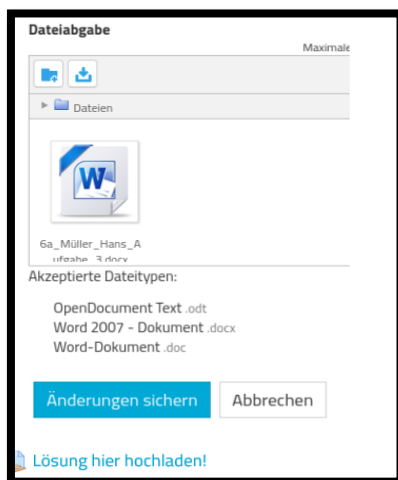 Dateiabgabe
Maximale
Dateien
W
6a_Müller_Hans_A
ufgabe_3.docx
Akzeptierte Dateitypen:
OpenDocument Text .odt
Word 2007 - Dokument .docx
Word-Dokument .doc
Änderungen sichern Abbrechen
Lösung hier hochladen!